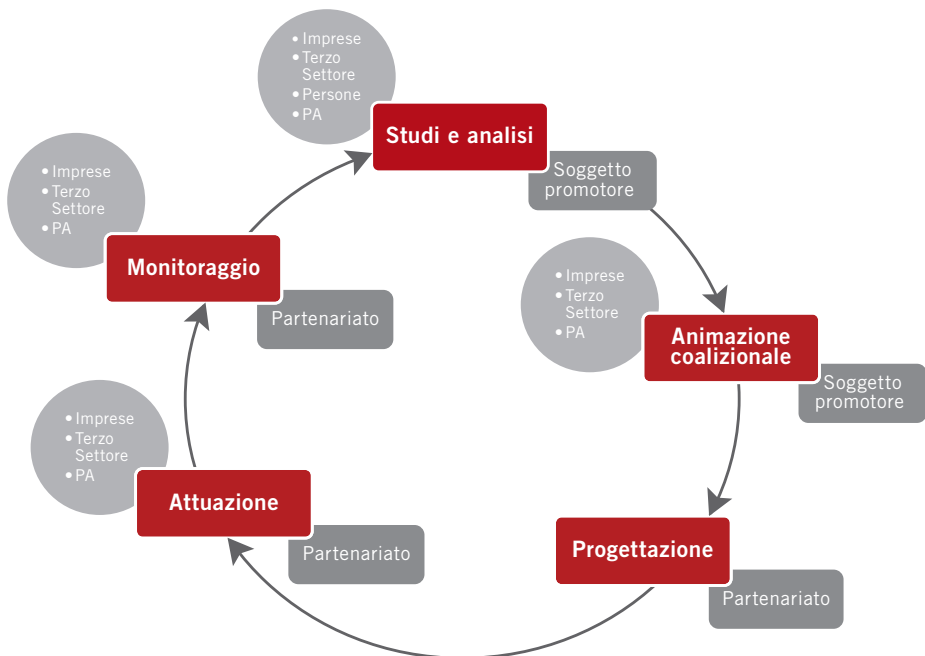 • Imprese
• Terzo
Settore
• Persone
• PA
Studi e analisi
Soggetto
promotore
• Imprese
• Terzo
Settore
• PA
Animazione
coalizionale
Soggetto
promotore
Progettazione
Partenariato
• Imprese
• Terzo
Settore
• PA
Attuazione
Partenariato
• Imprese
• Terzo
Settore
• PA
Monitoraggio
Partenariato